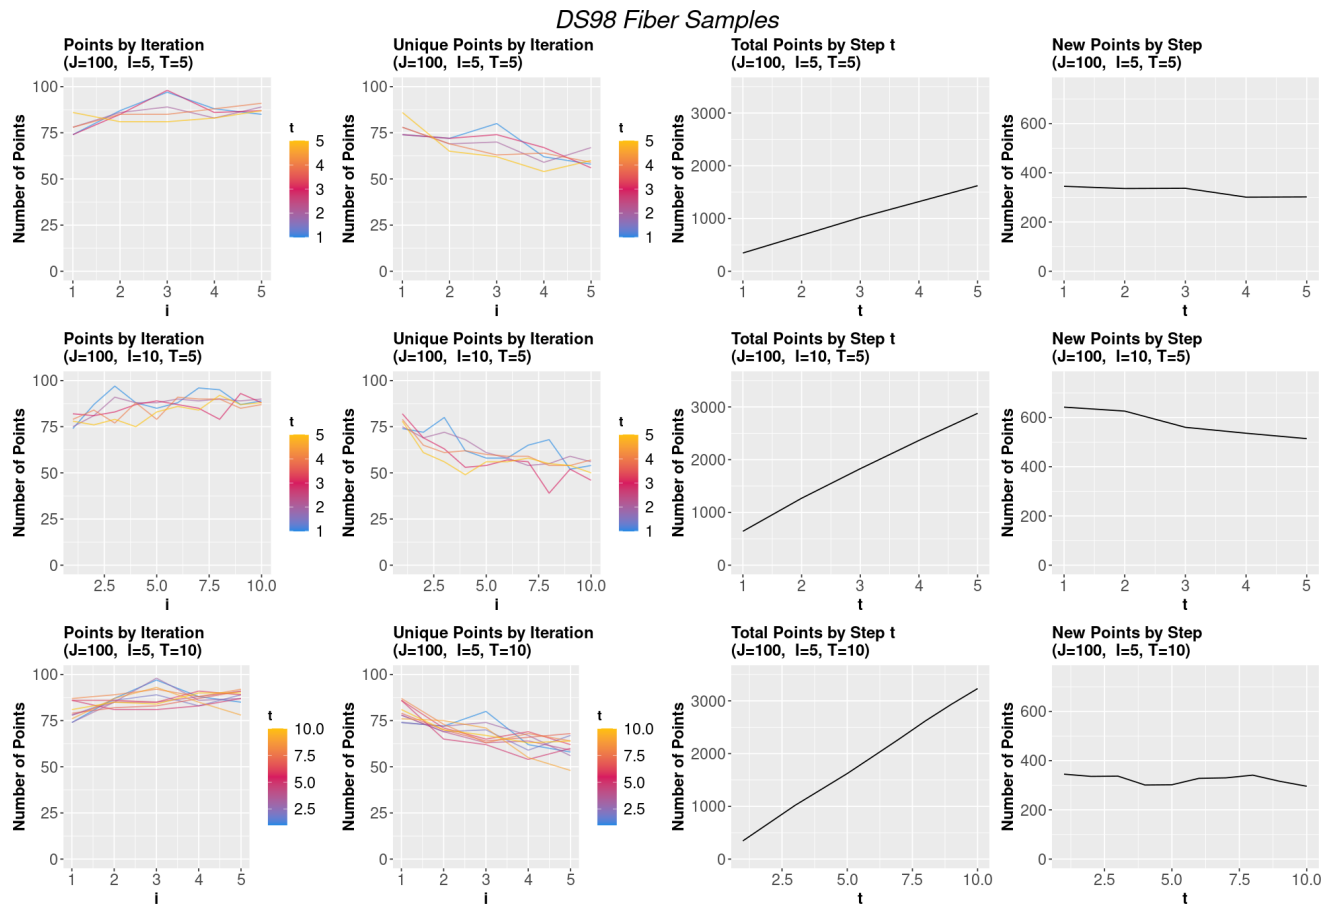 DS98 Fiber Samples
Points by Iteration
(J=100, I=5, T=5)
Number of Points
100
75
50
25
0
1 2 3 4 5
i
t
5
4
3
2
1
Unique Points by Iteration
(J=100, I=5, T=5)
Number of Points
100
75
50
25
0
1 2 3 4 5
i
t
5
4
3
2
1
Total Points by Step t
(J=100, I=5, T=5)
Number of Points
3000
2000
1000
0
1 2 3 4 5
t
New Points by Step
(J=100, I=5, T=5)
Number of Points
600
400
200
0
1 2 3 4 5
t
Points by Iteration
(J=100, I=10, T=5)
Number of Points
100
75
50
25
0
2.5 5.0 7.5 10.0
i
t
5
4
3
2
1
Unique Points by Iteration
(J=100, I=10, T=5)
Number of Points
100
75
50
25
0
2.5 5.0 7.5 10.0
i
t
5
4
3
2
1
Total Points by Step t
(J=100, I=10, T=5)
Number of Points
3000
2000
1000
0
1 2 3 4 5
t
New Points by Step
(J=100, I=10, T=5)
Number of Points
600
400
200
0
1 2 3 4 5
t
Points by Iteration
(J=100, I=5, T=10)
Number of Points
100
75
50
25
0
1 2 3 4 5
i
t
10.0
7.5
5.0
2.5
Unique Points by Iteration
(J=100, I=5, T=10)
Number of Points
100
75
50
25
0
1 2 3 4 5
i
t
10.0
7.5
5.0
2.5
Total Points by Step t
(J=100, I=5, T=10)
Number of Points
3000
2000
1000
0
2.5 5.0 7.5 10.0
t
New Points by Step
(J=100, I=5, T=10)
Number of Points
600
400
200
0
2.5 5.0 7.5 10.0
t